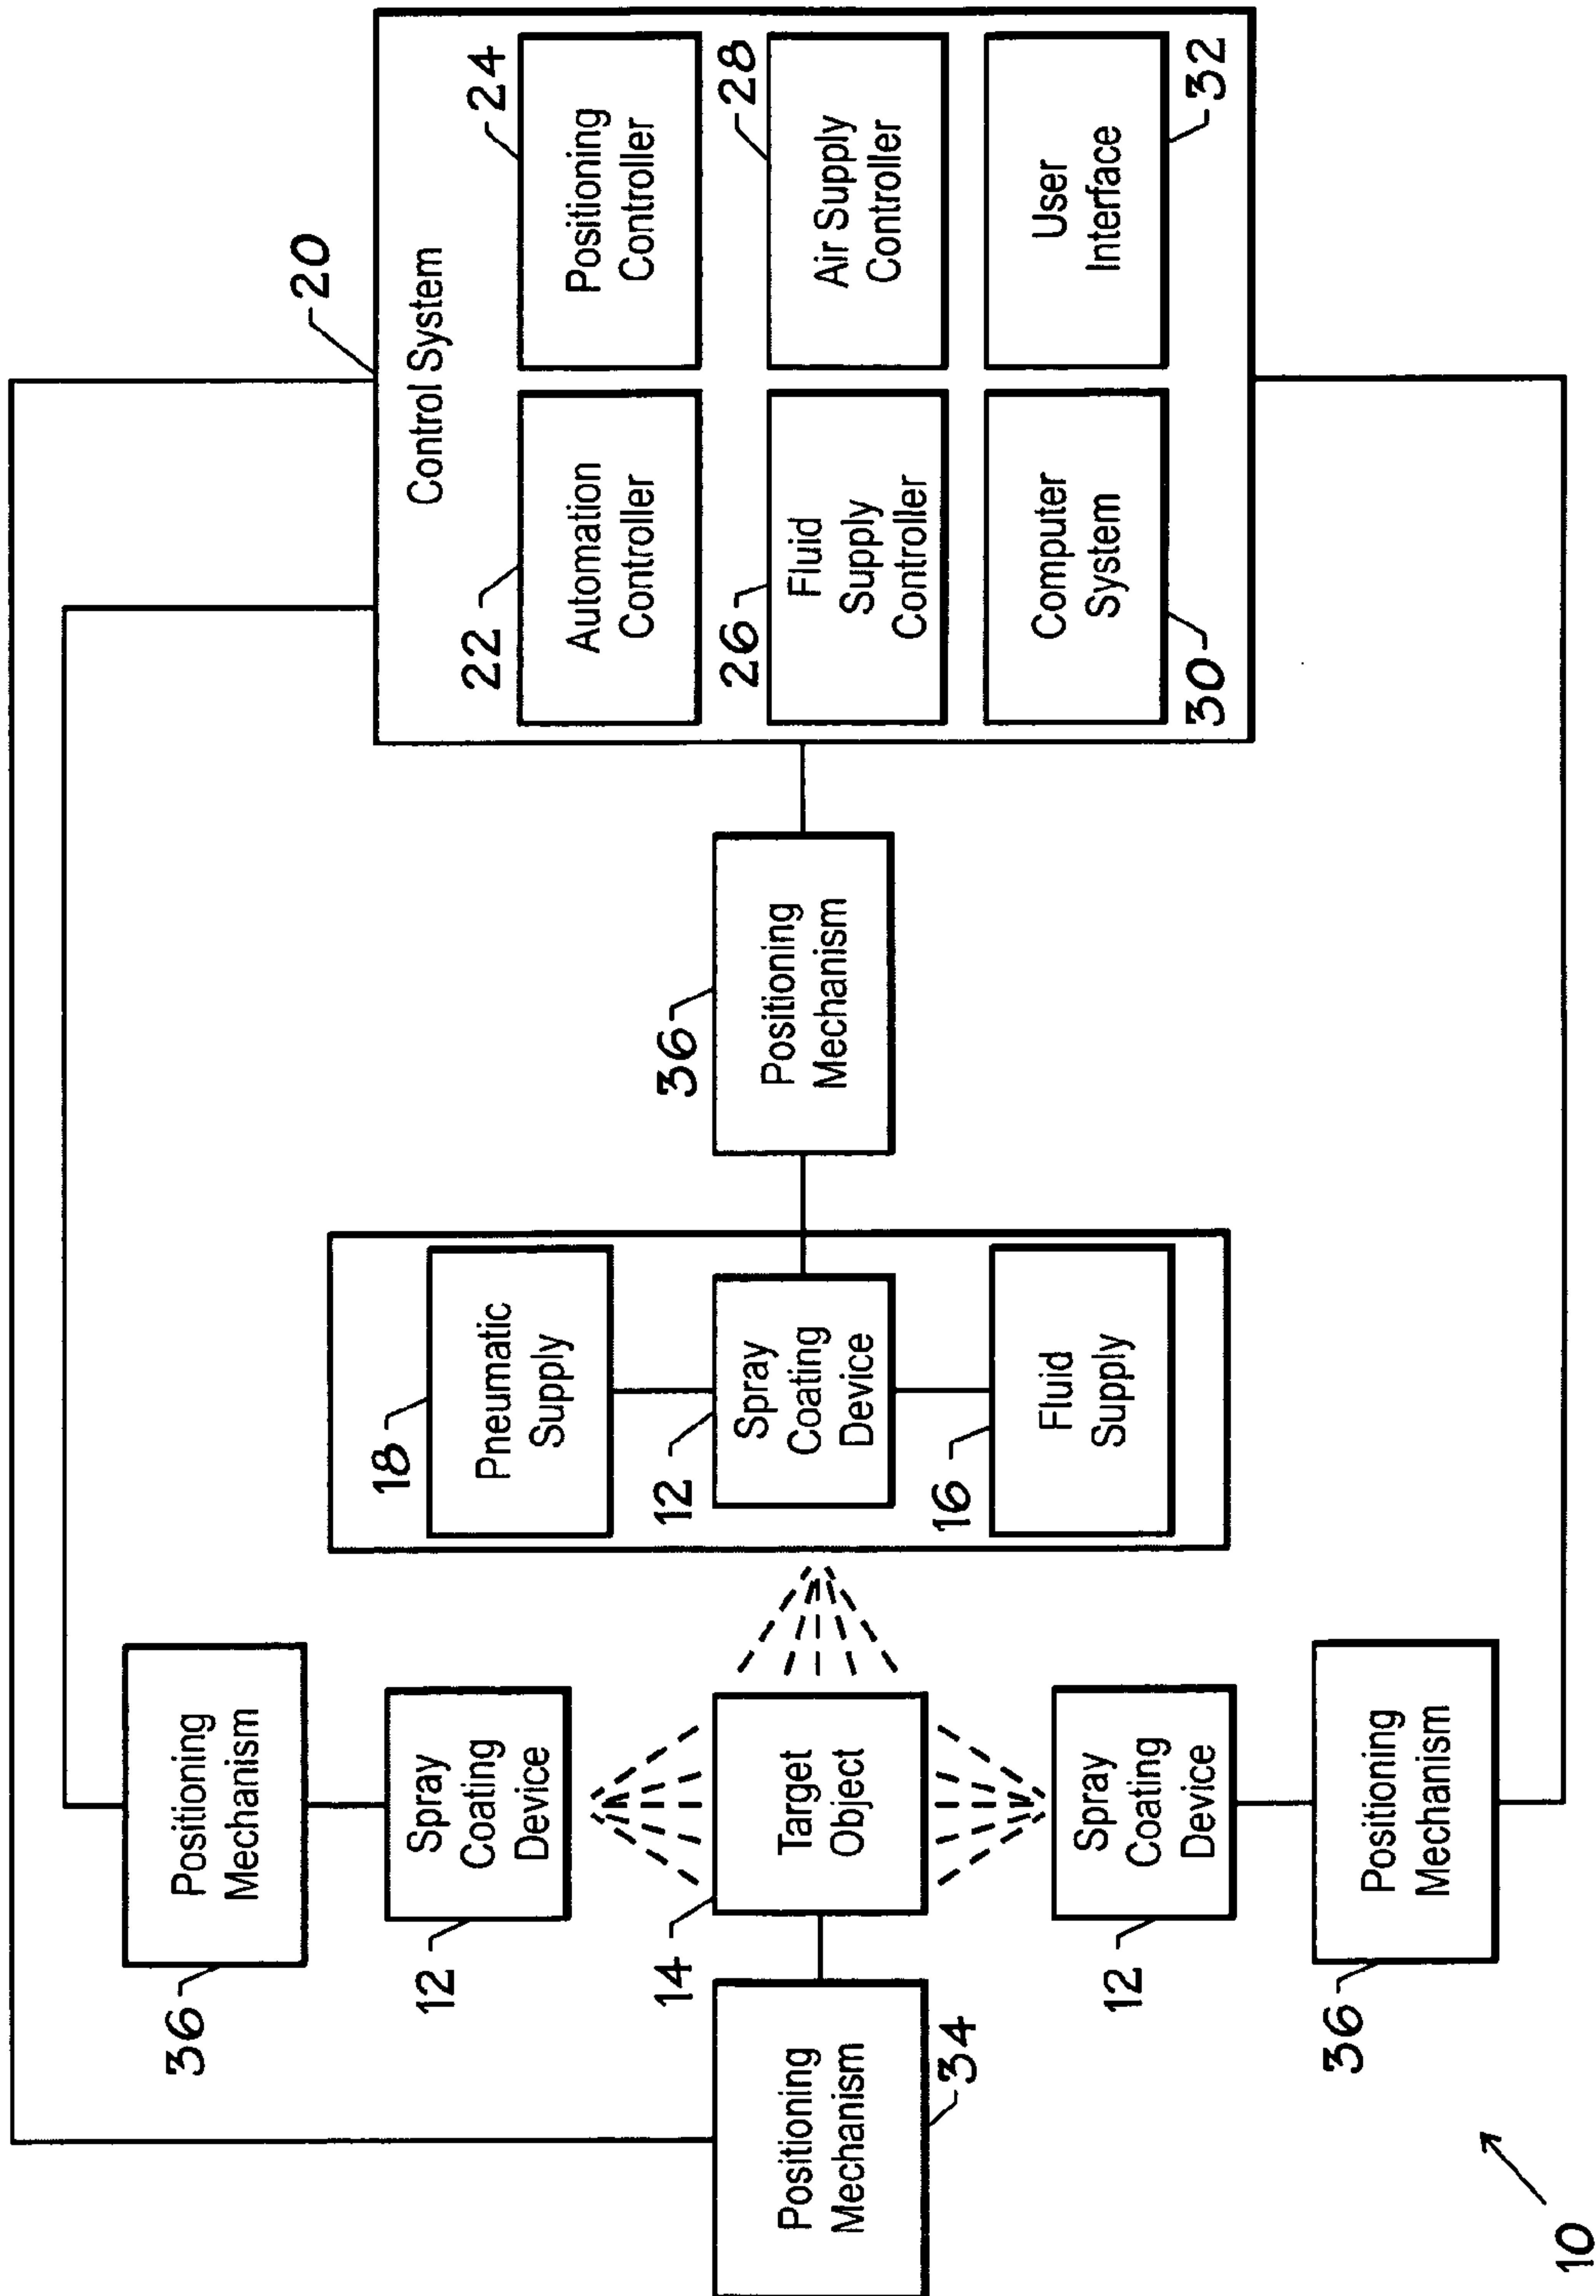 20
Control System
22
Automation
Controller
24
Positioning
Controller
26
Fluid
Supply
Controller
28
Air Supply
Controller
30
Computer
System
32
User
Interface
36
Positioning
Mechanism
18
Pneumatic
Supply
12
Spray
Coating
Device
16
Fluid
Supply
36
Positioning
Mechanism
12
Spray
Coating
Device
14
Target
Object
12
Spray
Coating
Device
36
Positioning
Mechanism
34
Positioning
Mechanism
10